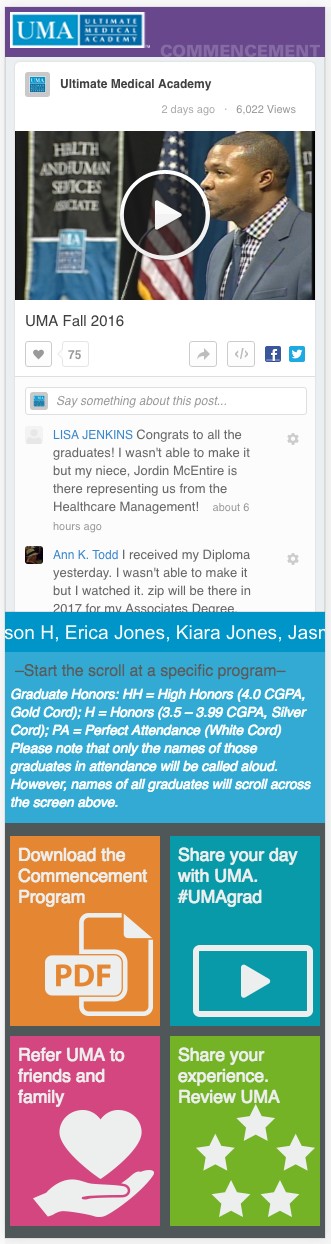 UMA ULTIMATE MEDICAL ACADEMY
COMMENCEMENT
Ultimate Medical Academy
2 days ago · 6,022 Views
HEALTH
AND HUMAN
SERVICES
ASSOCIATE
UMA
UMA Fall 2016
75
Say something about this post...
LISA JENKINS Congrats to all the
graduates! I wasn't able to make it
but my niece, Jordin McEntire is
there representing us from the
Healthcare Management! about 6
hours ago
Ann K. Todd I received my Diploma
yesterday. I wasn't able to make it
but I watched it. zip will be there in
2017 for my Associates Degree.
son H, Erica Jones, Kiara Jones, Jasm
–Start the scroll at a specific program–
Graduate Honors: HH = High Honors (4.0 CGPA,
Gold Cord); H = Honors (3.5 – 3.99 CGPA, Silver
Cord); PA = Perfect Attendance (White Cord)
Please note that only the names of those
graduates in attendance will be called aloud.
However, names of all graduates will scroll across
the screen above.
Download the
Commencement
Program
PDF
Share your day
with UMA.
#UMAgrad
Refer UMA to
friends and
family
Share your
experience.
Review UMA